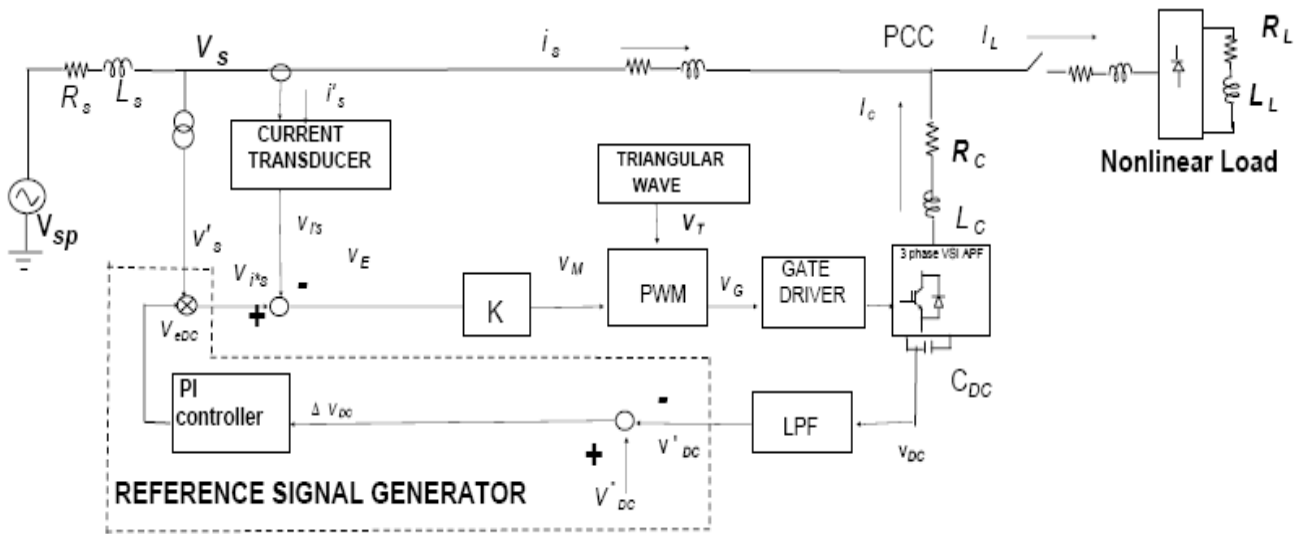 V_s
i_s
PCC
I_L
R_L
R_s
L_s
i'_s
I_c
L_L
CURRENT
TRANSDUCER
TRIANGULAR
WAVE
R_C
Nonlinear Load
V_sp
V'_s
V_I's
V_T
L_C
V_i*s
V_E
V_M
3 phase VSI APF
PWM
V_G
GATE
DRIVER
K
-
+
V_eDC
C_DC
PI
controller
Δ V_DC
-
LPF
V'_DC
v_DC
+
REFERENCE SIGNAL GENERATOR
V*_DC